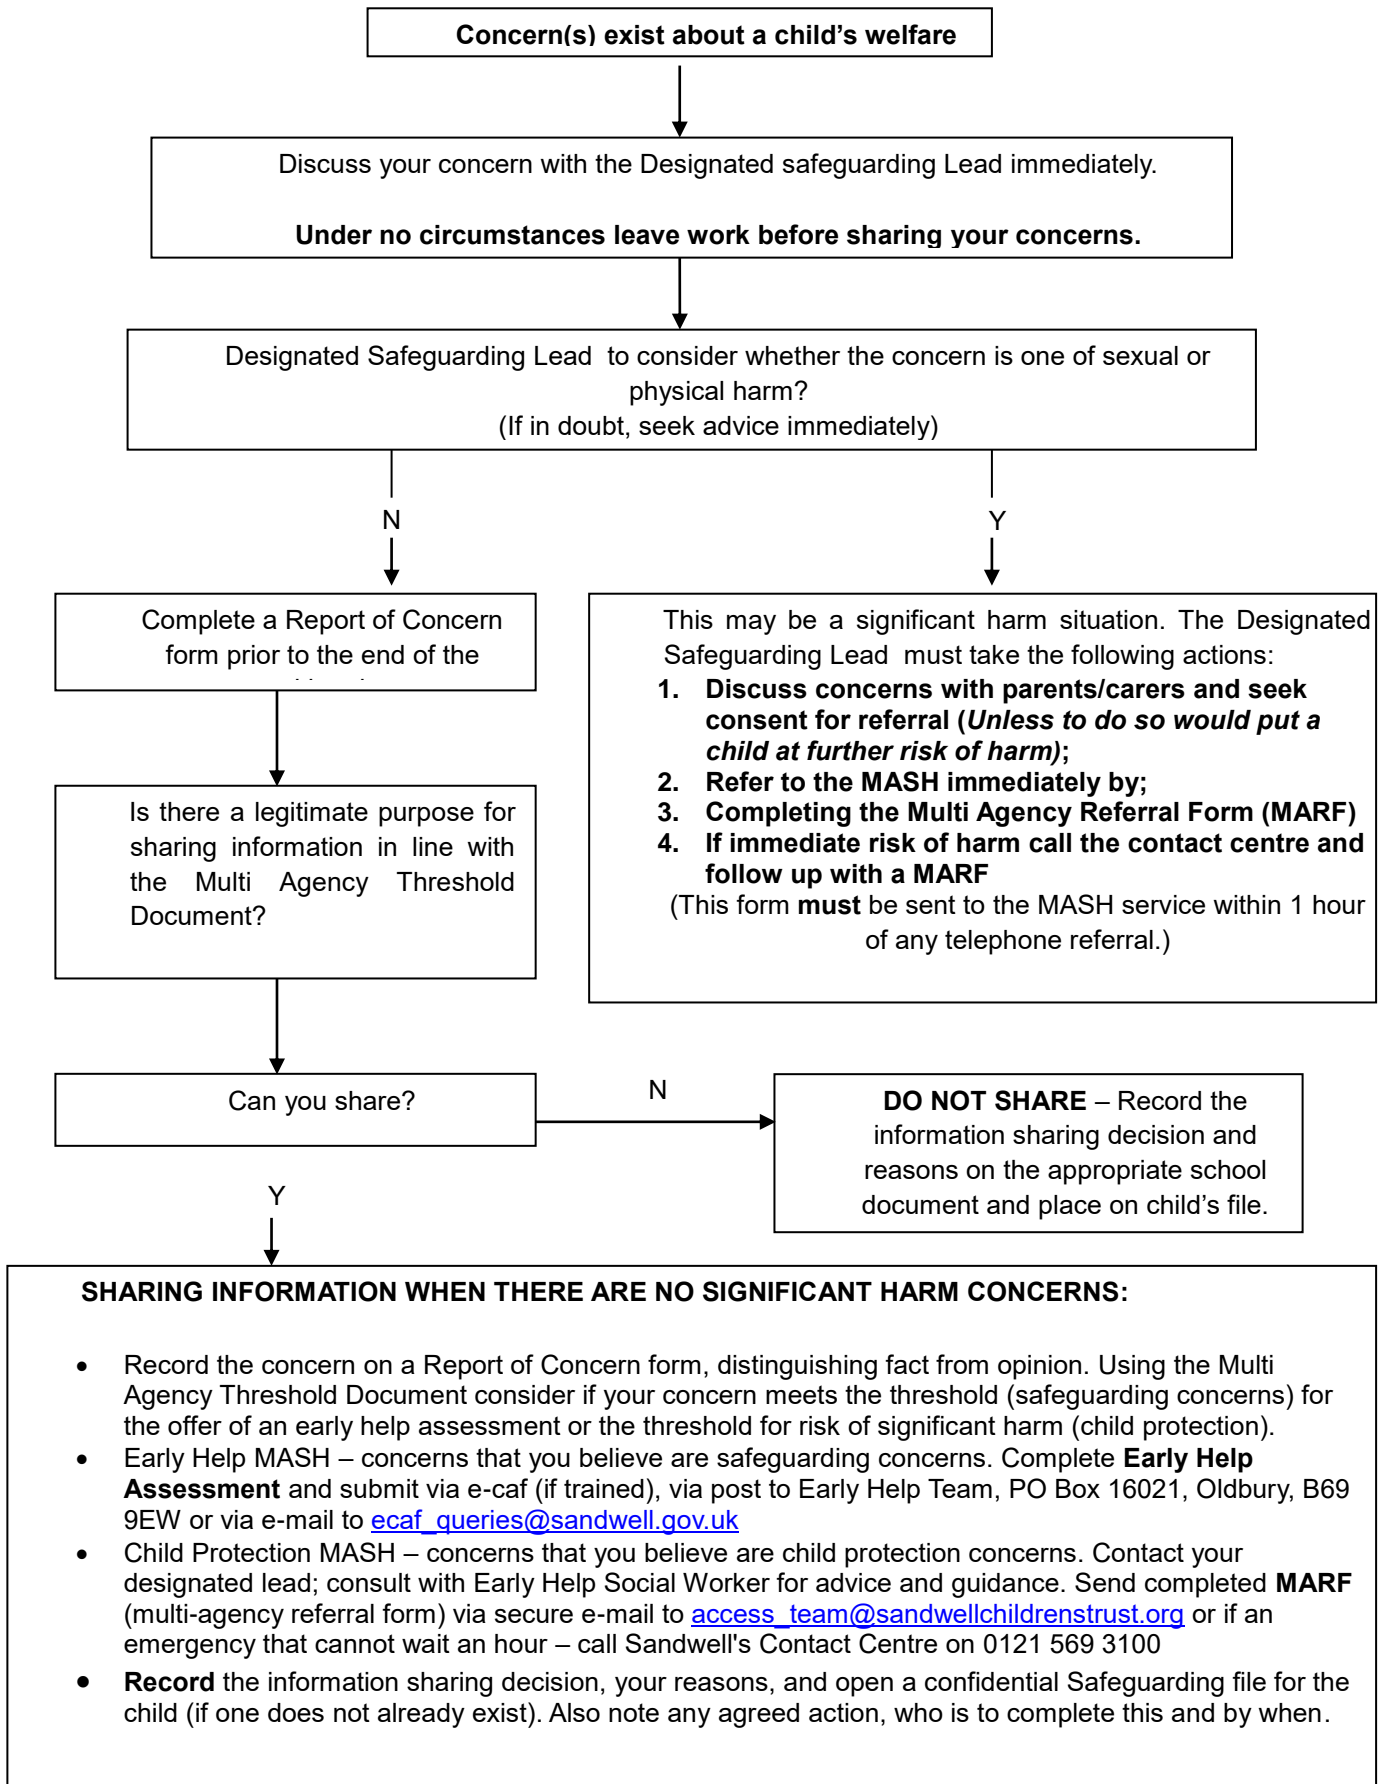 Concern(s) exist about a child's welfare
Discuss your concern with the Designated safeguarding Lead immediately.
Under no circumstances leave work before sharing your concerns.
Designated Safeguarding Lead to consider whether the concern is one of sexual or
physical harm?
(If in doubt, seek advice immediately)
N
Y
Complete a Report of Concern
form prior to the end of the
This may be a significant harm situation. The Designated
Safeguarding Lead must take the following actions:
1. Discuss concerns with parents/carers and seek
consent for referral (Unless to do so would put a
child at further risk of harm);
2. Refer to the MASH immediately by;
3. Completing the Multi Agency Referral Form (MARF)
4. If immediate risk of harm call the contact centre and
follow up with a MARF
(This form must be sent to the MASH service within 1 hour
of any telephone referral.)
Is there a legitimate purpose for
sharing information in line with
the Multi Agency Threshold
Document?
Can you share?
N
DO NOT SHARE – Record the
information sharing decision and
reasons on the appropriate school
document and place on child's file.
Y
SHARING INFORMATION WHEN THERE ARE NO SIGNIFICANT HARM CONCERNS:
• Record the concern on a Report of Concern form, distinguishing fact from opinion. Using the Multi
Agency Threshold Document consider if your concern meets the threshold (safeguarding concerns) for
the offer of an early help assessment or the threshold for risk of significant harm (child protection).
• Early Help MASH – concerns that you believe are safeguarding concerns. Complete Early Help
Assessment and submit via e-caf (if trained), via post to Early Help Team, PO Box 16021, Oldbury, B69
9EW or via e-mail to ecaf_queries@sandwell.gov.uk
• Child Protection MASH – concerns that you believe are child protection concerns. Contact your
designated lead; consult with Early Help Social Worker for advice and guidance. Send completed MARF
(multi-agency referral form) via secure e-mail to access_team@sandwellchildrenstrust.org or if an
emergency that cannot wait an hour – call Sandwell's Contact Centre on 0121 569 3100
• Record the information sharing decision, your reasons, and open a confidential Safeguarding file for the
child (if one does not already exist). Also note any agreed action, who is to complete this and by when.